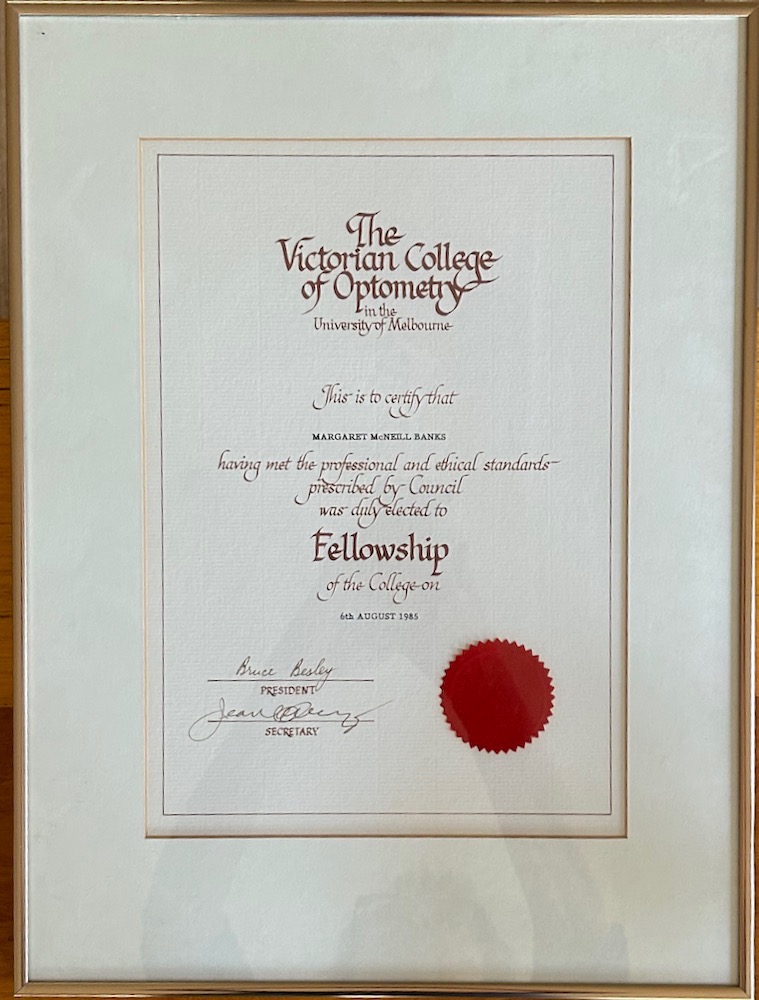 The
Victorian College
of Optometry
in the
University of Melbourne
This is to certify that
MARGARET McNEILL BANKS
having met the professional and ethical standards
prescribed by Council
was duly elected to
Fellowship
of the College on
6th AUGUST 1985
Bruce Besley
PRESIDENT
Jean
SECRETARY